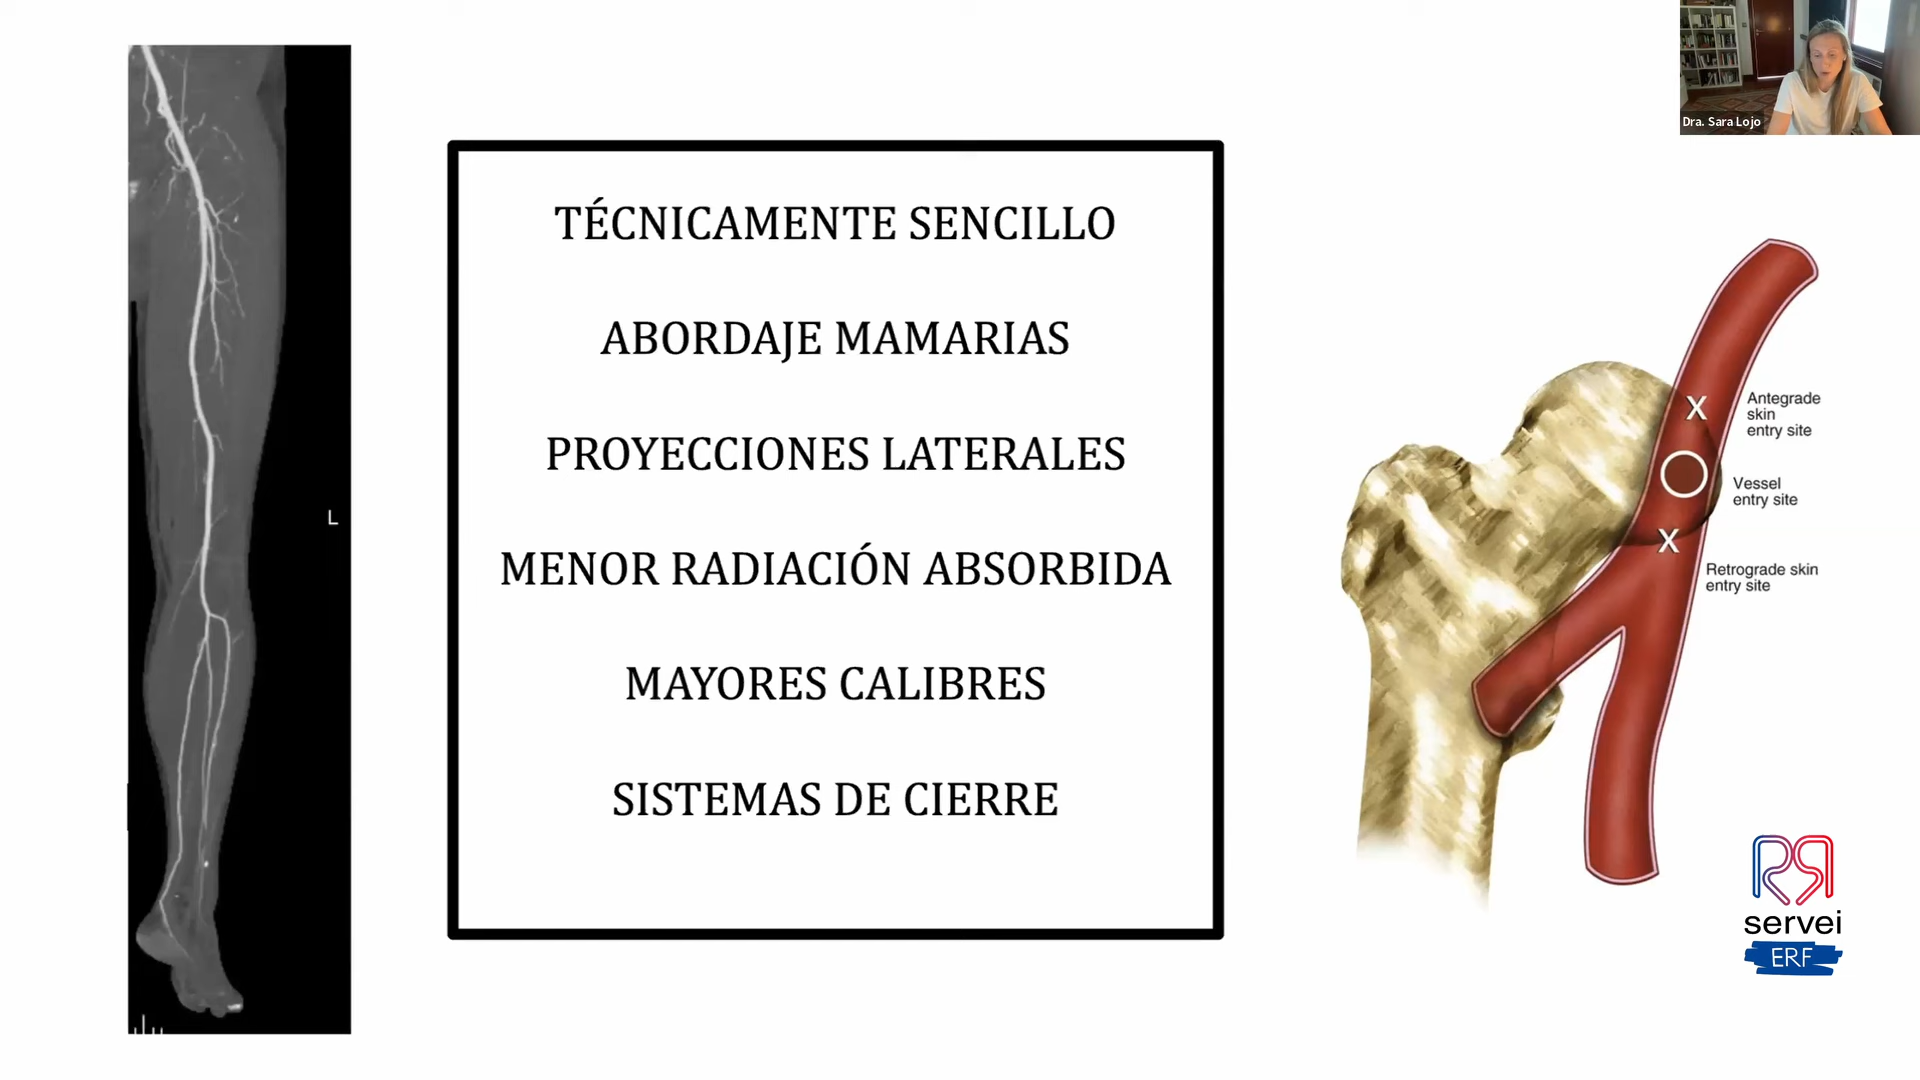 Dra. Sara Lojo
TÉCNICAMENTE SENCILLO
ABORDAJE MAMARIAS
PROYECCIONES LATERALES
MENOR RADIACIÓN ABSORBIDA
MAYORES CALIBRES
SISTEMAS DE CIERRE
L
X
Antegrade
skin
entry site
Vessel
entry site
X
Retrograde skin
entry site
servei
ERF